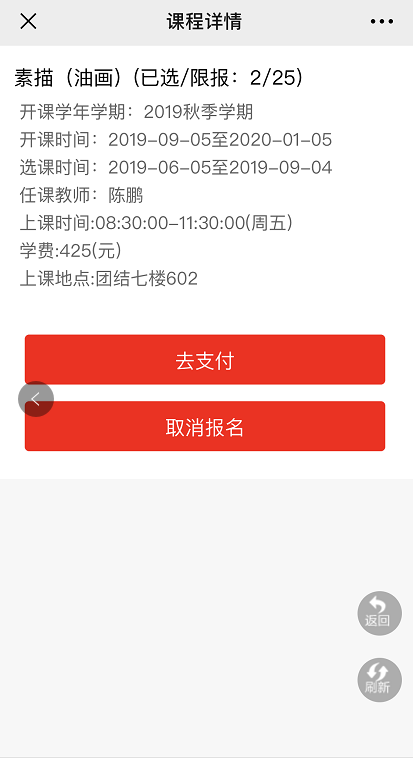 课程详情
素描（油画）(已选/限报：2/25)
开课学年学期：2019秋季学期
开课时间：2019-09-05至2020-01-05
选课时间：2019-06-05至2019-09-04
任课教师：陈鹏
上课时间:08:30:00-11:30:00(周五)
学费:425(元)
上课地点:团结七楼602
去支付
取消报名
返回
刷新